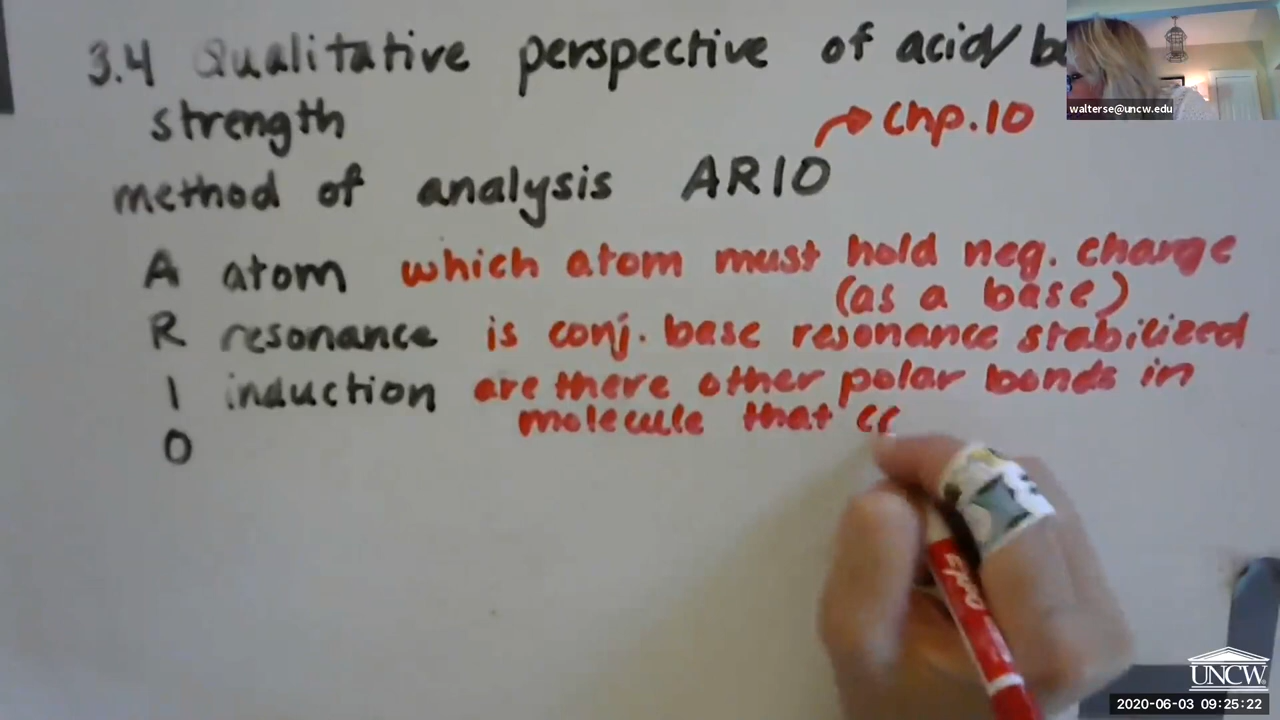 3.4 Qualitative perspective of acid/
strength
Chp.10
method of analysis ARIO
A atom which atom must hold neg. charge
(as a base)
R resonance is conj. base resonance stabilized
I induction are there other polar bonds in
molecule that
O
walterse@uncw.edu
Expo
UNCW
2020-06-03 09:25:22